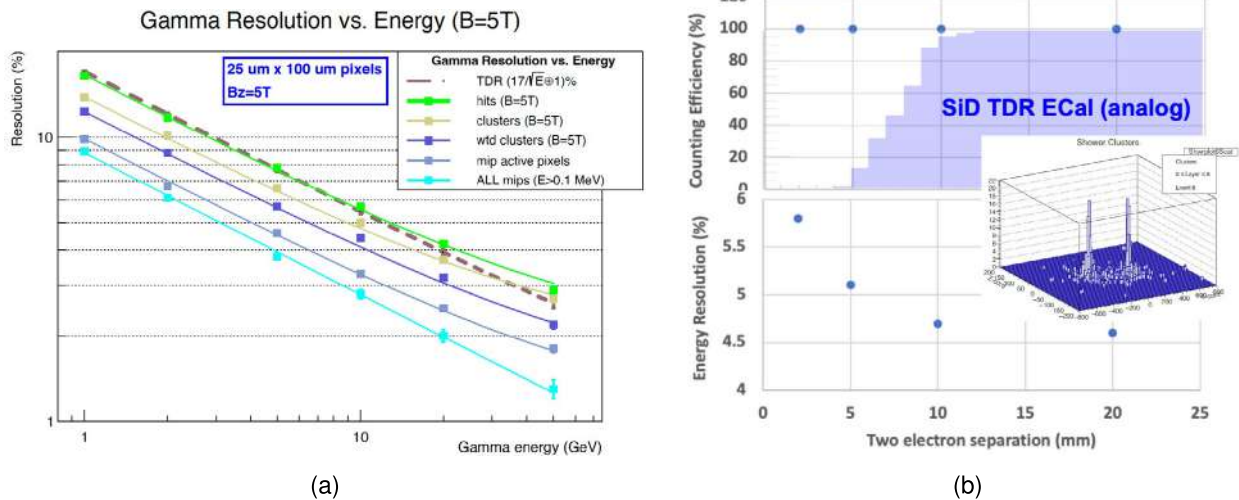 Gamma Resolution vs. Energy (B=5T)
Resolution (%)
10
1
25 um x 100 um pixels
Bz=5T
Gamma Resolution vs. Energy
TDR (17/√E⊕1)%
hits (B=5T)
clusters (B=5T)
wtd clusters (B=5T)
mip active pixels
ALL mips (E>0.1 MeV)
1
10
Gamma energy (GeV)
(a)
120
100
80
60
40
20
0
Counting Efficiency (%)
SiD TDR ECal (analog)
Shower Clusters
Clusters
6
5.5
5
4.5
4
Energy Resolution (%)
0 5 10 15 20 25
Two electron separation (mm)
(b)